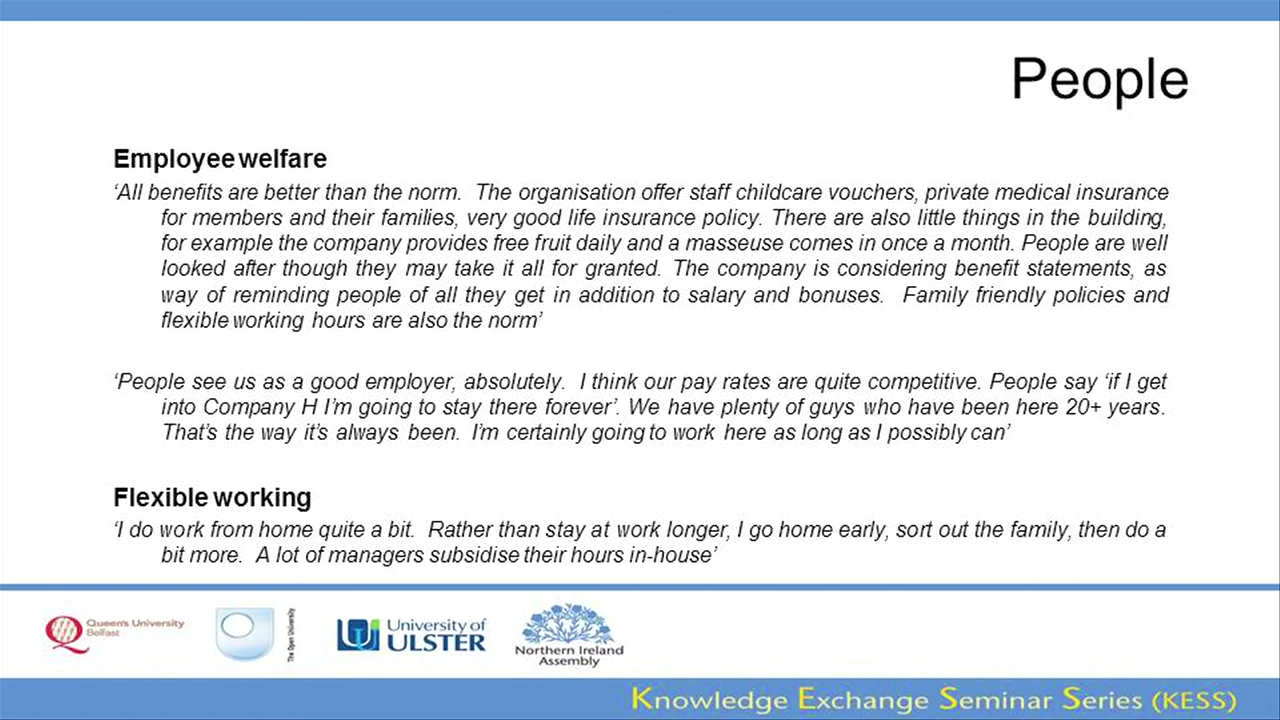 People
Employee welfare
‘All benefits are better than the norm. The organisation offer staff childcare vouchers, private medical insurance
for members and their families, very good life insurance policy. There are also little things in the building,
for example the company provides free fruit daily and a masseuse comes in once a month. People are well
looked after though they may take it all for granted. The company is considering benefit statements, as
way of reminding people of all they get in addition to salary and bonuses. Family friendly policies and
flexible working hours are also the norm’
‘People see us as a good employer, absolutely. I think our pay rates are quite competitive. People say ‘if I get
into Company H I’m going to stay there forever’. We have plenty of guys who have been here 20+ years.
That’s the way it’s always been. I’m certainly going to work here as long as I possibly can’
Flexible working
‘I do work from home quite a bit. Rather than stay at work longer, I go home early, sort out the family, then do a
bit more. A lot of managers subsidise their hours in-house’
Queen's University
Belfast
The Open University
University of
ULSTER
Northern Ireland
Assembly
Knowledge Exchange Seminar Series (KESS)